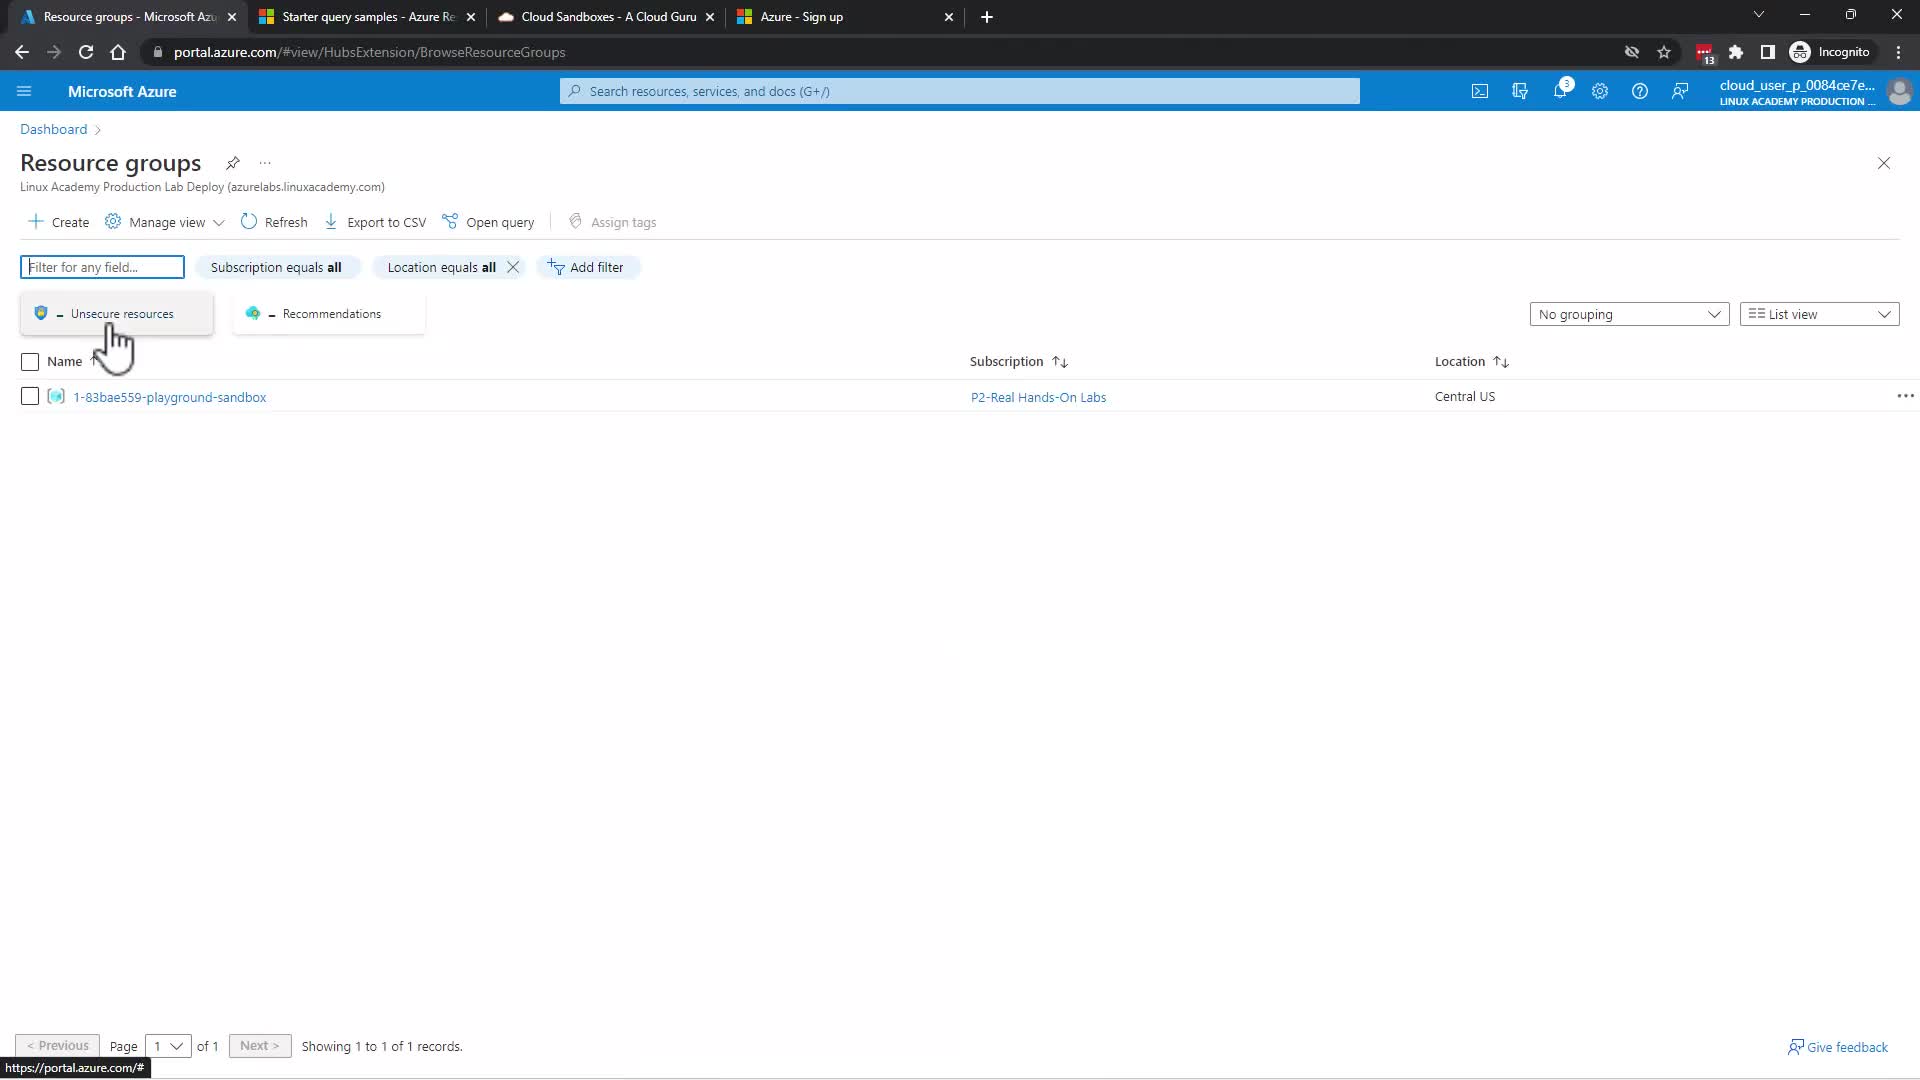 Resource groups - Microsoft Azu
Starter query samples - Azure Re
Cloud Sandboxes - A Cloud Guru
Azure - Sign up
portal.azure.com/#view/HubsExtension/BrowseResourceGroups
13
Incognito
Microsoft Azure
Search resources, services, and docs (G+/)
3
cloud_user_p_0084ce7e...
LINUX ACADEMY PRODUCTION ...
Dashboard
Resource groups
...
Linux Academy Production Lab Deploy (azurelabs.linuxacademy.com)
Create
Manage view
Refresh
Export to CSV
Open query
Assign tags
Filter for any field...
Subscription equals all
Location equals all
Add filter
– Unsecure resources
– Recommendations
No grouping
List view
Name
Subscription
Location
1-83bae559-playground-sandbox
P2-Real Hands-On Labs
Central US
< Previous
Page
1
of 1
Next >
Showing 1 to 1 of 1 records.
Give feedback
https://portal.azure.com/#